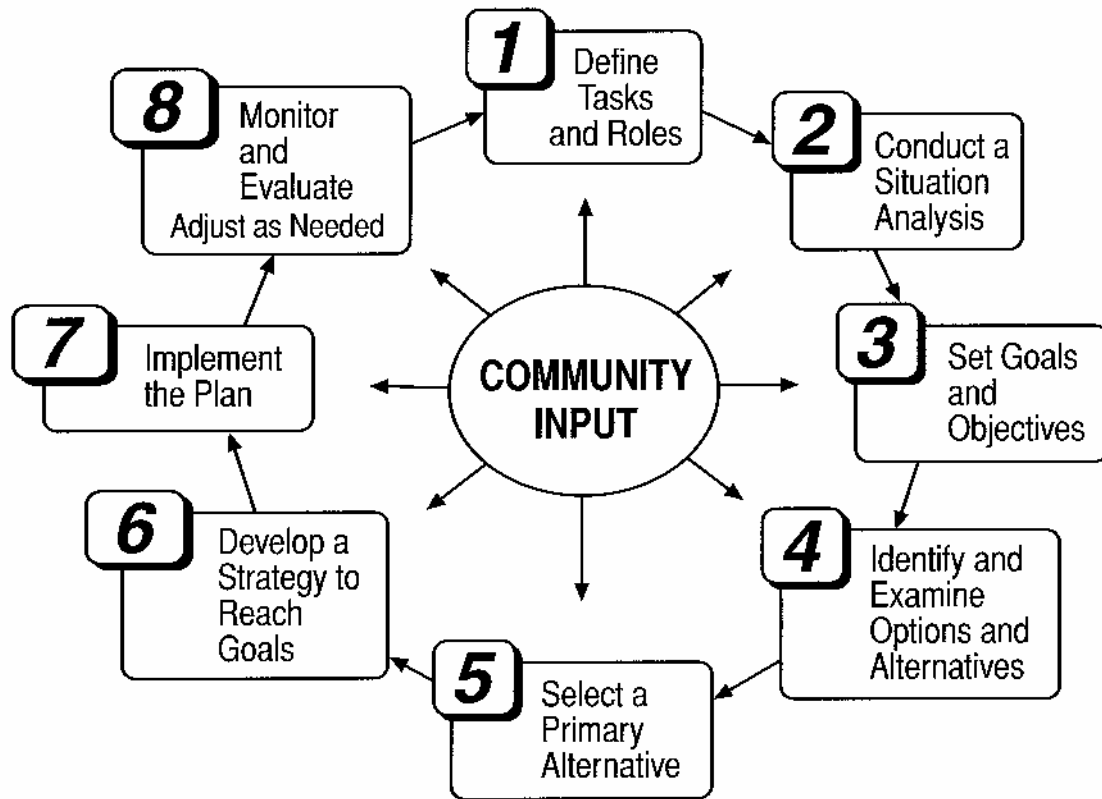 1
Define
Tasks
and Roles
2
Conduct a
Situation
Analysis
3
Set Goals
and
Objectives
4
Identify and
Examine
Options and
Alternatives
5
Select a
Primary
Alternative
6
Develop a
Strategy to
Reach
Goals
7
Implement
the Plan
8
Monitor
and
Evaluate
Adjust as Needed
COMMUNITY
INPUT